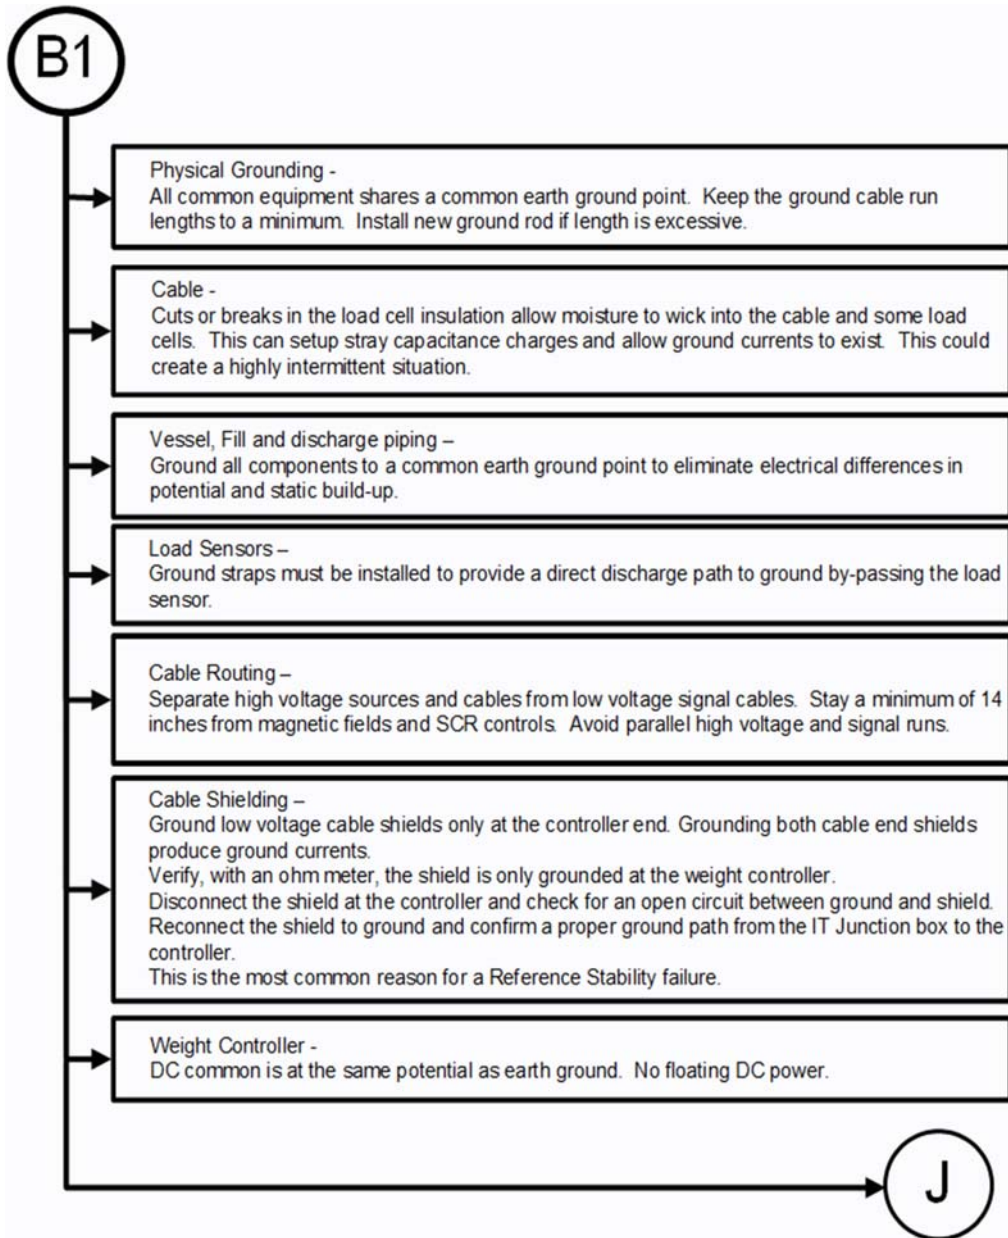 B1
Physical Grounding -
All common equipment shares a common earth ground point. Keep the ground cable run
lengths to a minimum. Install new ground rod if length is excessive.
Cable -
Cuts or breaks in the load cell insulation allow moisture to wick into the cable and some load
cells. This can setup stray capacitance charges and allow ground currents to exist. This could
create a highly intermittent situation.
Vessel, Fill and discharge piping –
Ground all components to a common earth ground point to eliminate electrical differences in
potential and static build-up.
Load Sensors –
Ground straps must be installed to provide a direct discharge path to ground by-passing the load
sensor.
Cable Routing –
Separate high voltage sources and cables from low voltage signal cables. Stay a minimum of 14
inches from magnetic fields and SCR controls. Avoid parallel high voltage and signal runs.
Cable Shielding –
Ground low voltage cable shields only at the controller end. Grounding both cable end shields
produce ground currents.
Verify, with an ohm meter, the shield is only grounded at the weight controller.
Disconnect the shield at the controller and check for an open circuit between ground and shield.
Reconnect the shield to ground and confirm a proper ground path from the IT Junction box to the
controller.
This is the most common reason for a Reference Stability failure.
Weight Controller -
DC common is at the same potential as earth ground. No floating DC power.
J